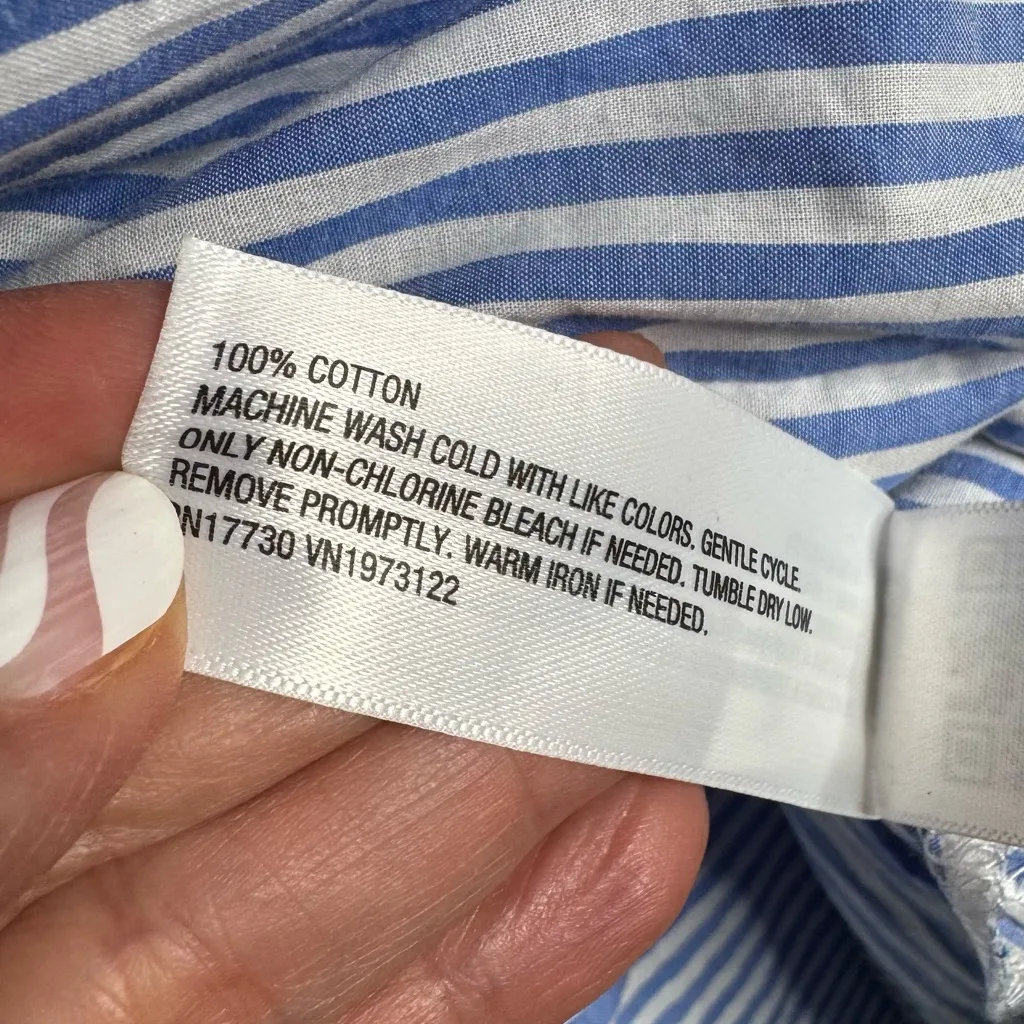 100% COTTON
MACHINE WASH COLD WITH LIKE COLORS. GENTLE CYCLE.
ONLY NON-CHLORINE BLEACH IF NEEDED. TUMBLE DRY LOW.
REMOVE PROMPTLY. WARM IRON IF NEEDED.
RN17730 VN1973122